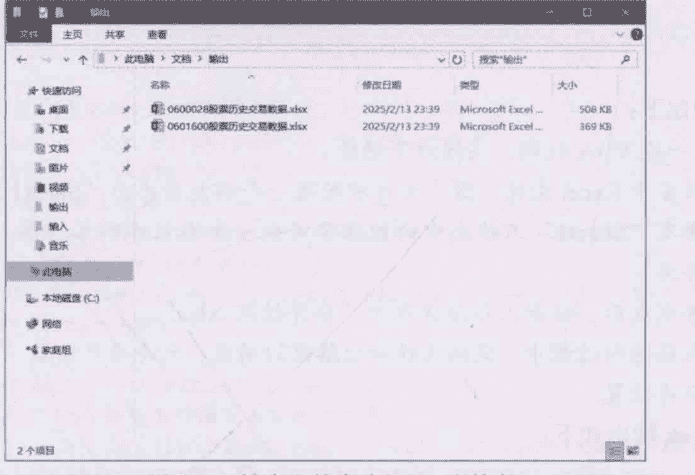 输出
文件 主页 共享 查看
此电脑 > 文档 > 输出
搜索"输出"
名称 修改日期 类型 大小
0600028股票历史交易数据.xlsx 2025/2/13 23:39 Microsoft Excel ... 508 KB
0601600股票历史交易数据.xlsx 2025/2/13 23:39 Microsoft Excel ... 369 KB
快速访问
桌面
下载
文档
图片
视频
输出
输入
音乐
此电脑
本地磁盘 (C:)
网络
家庭组
2 个项目